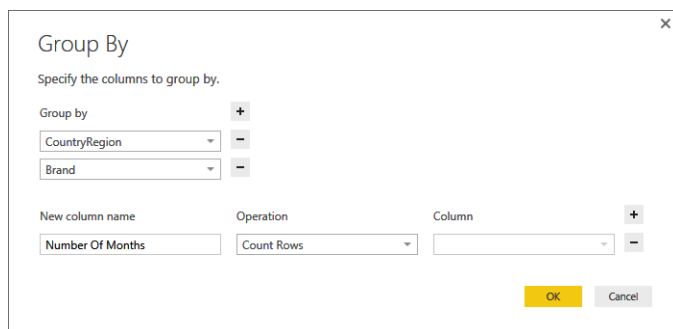 Group By
Specify the columns to group by.
Group by
CountryRegion
Brand
New column name Operation Column
Number Of Months Count Rows
OK Cancel